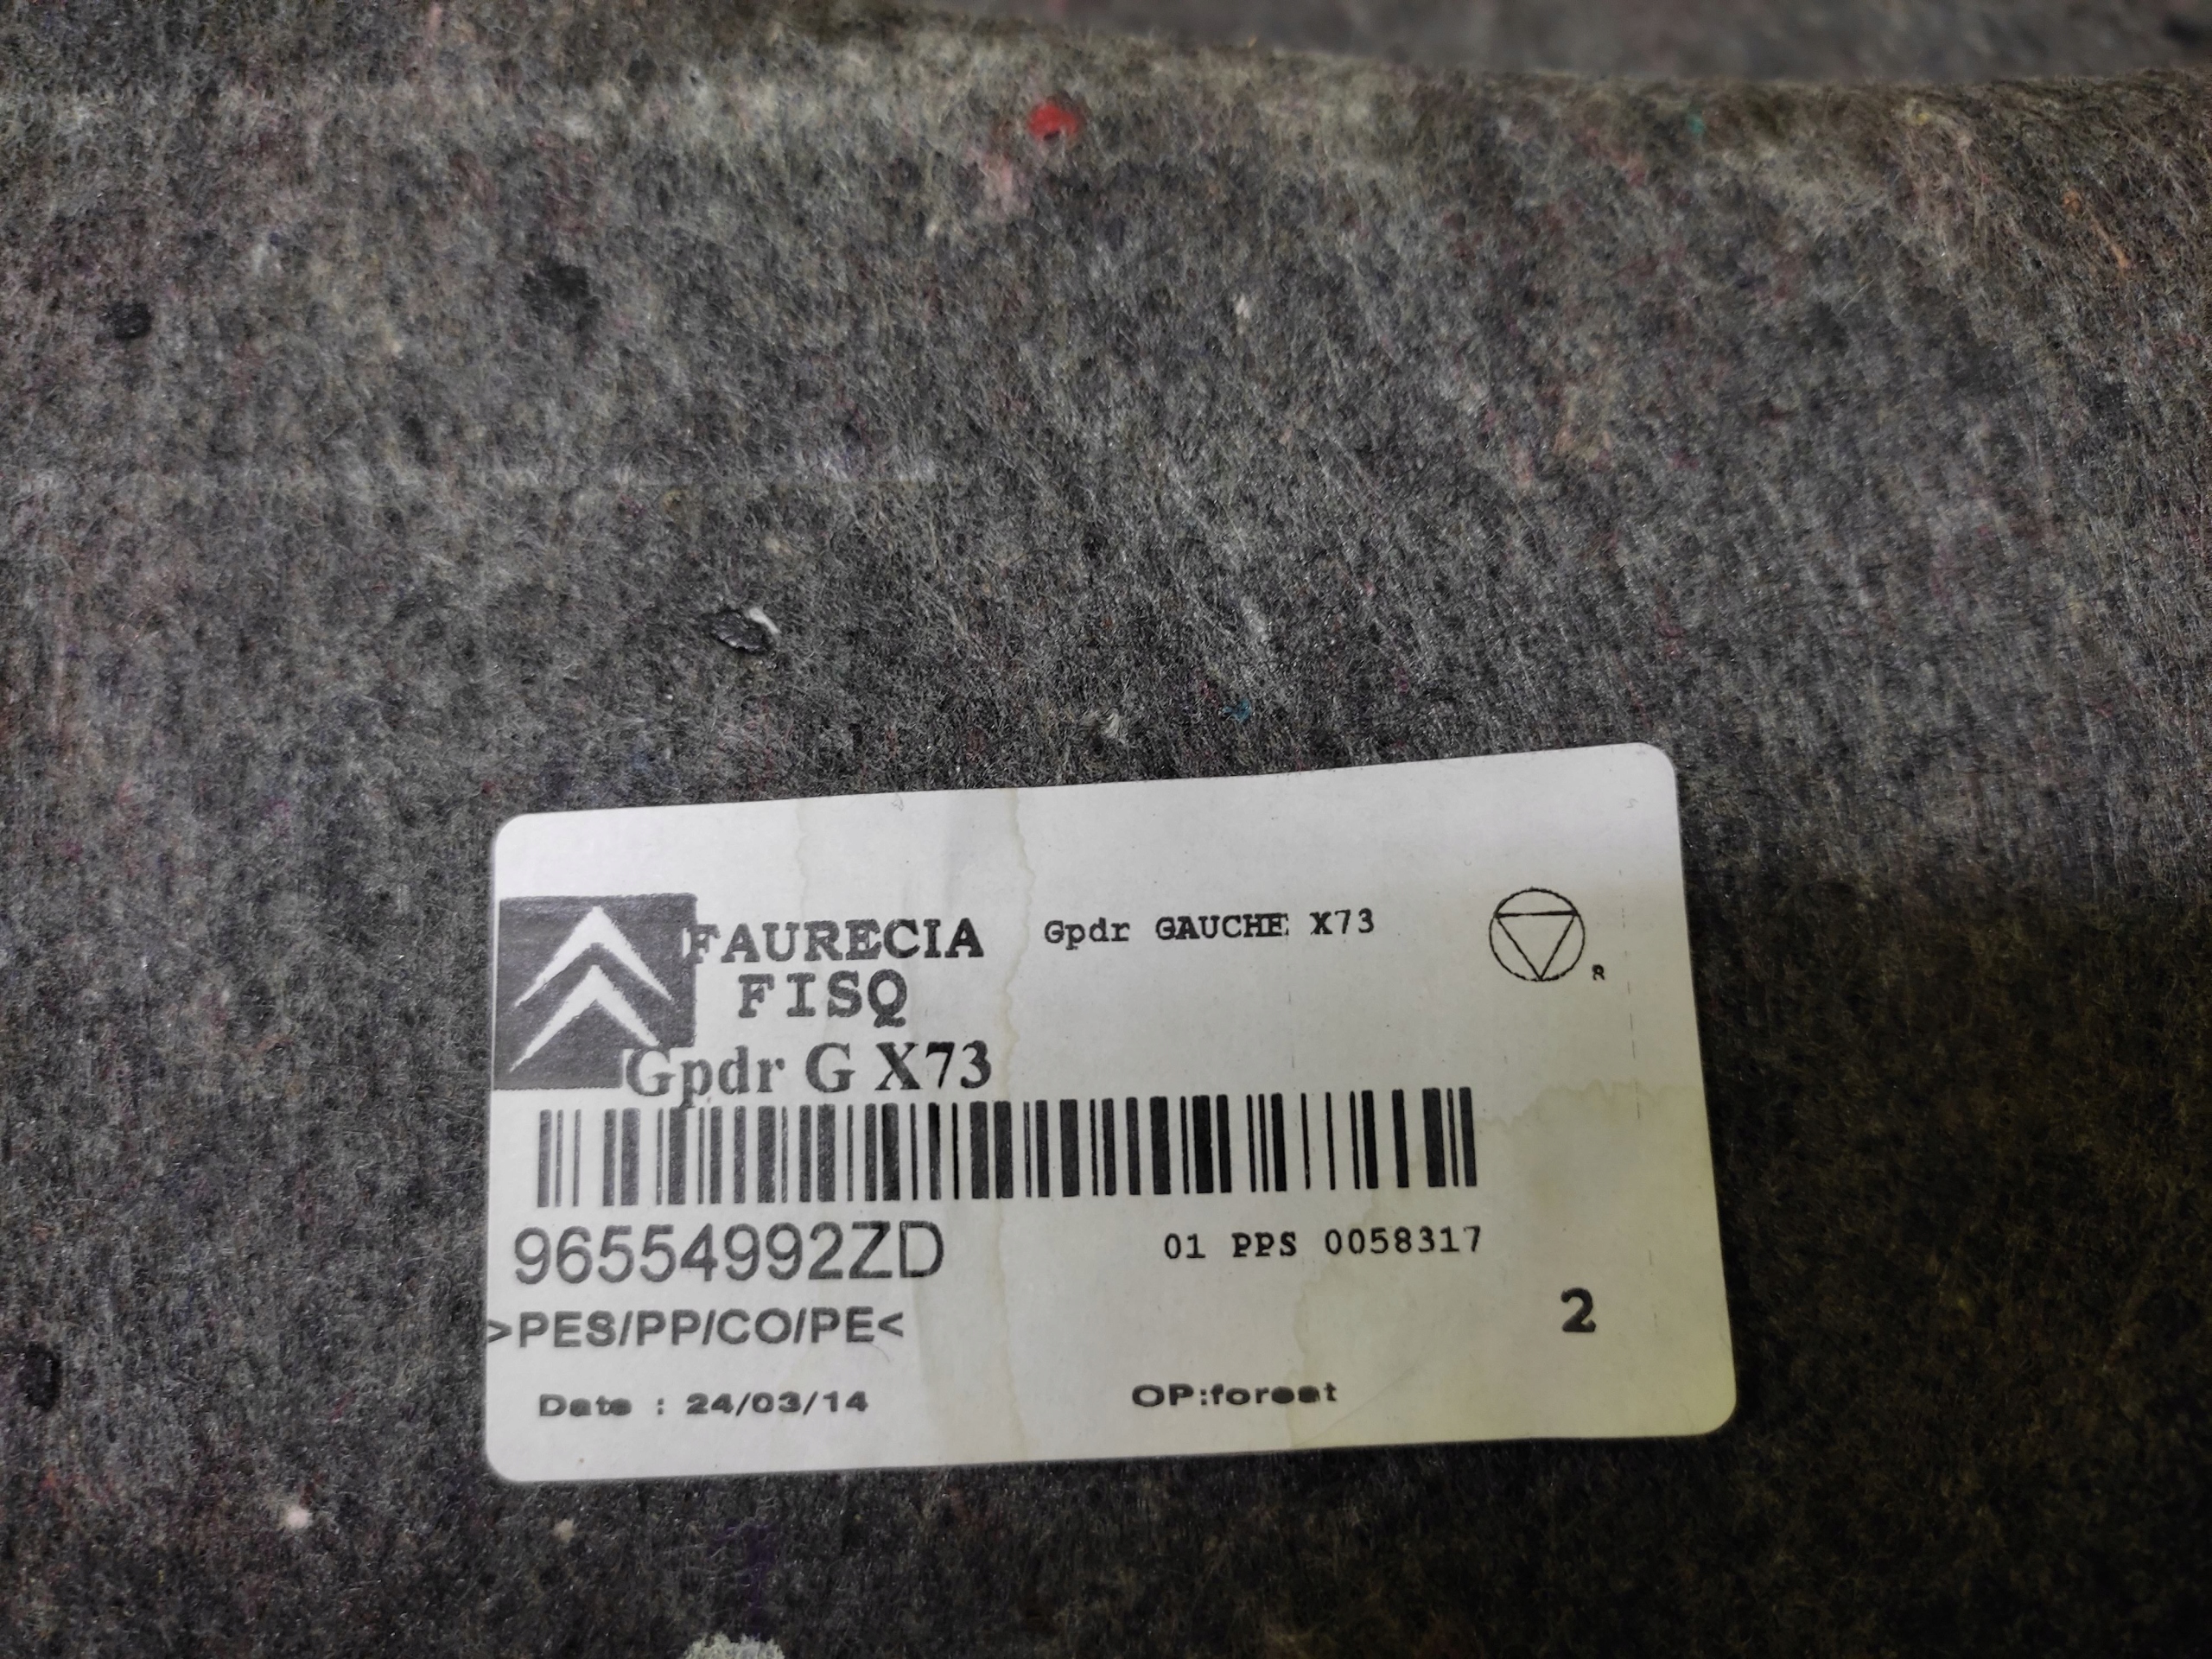 FAURECIA Gpdr GAUCHE X73
FISQ R
Gpdr G X73
96554992ZD 01 PPS 0058317
>PES/PP/CO/PE< 2
Date : 24/03/14 OP:foreat